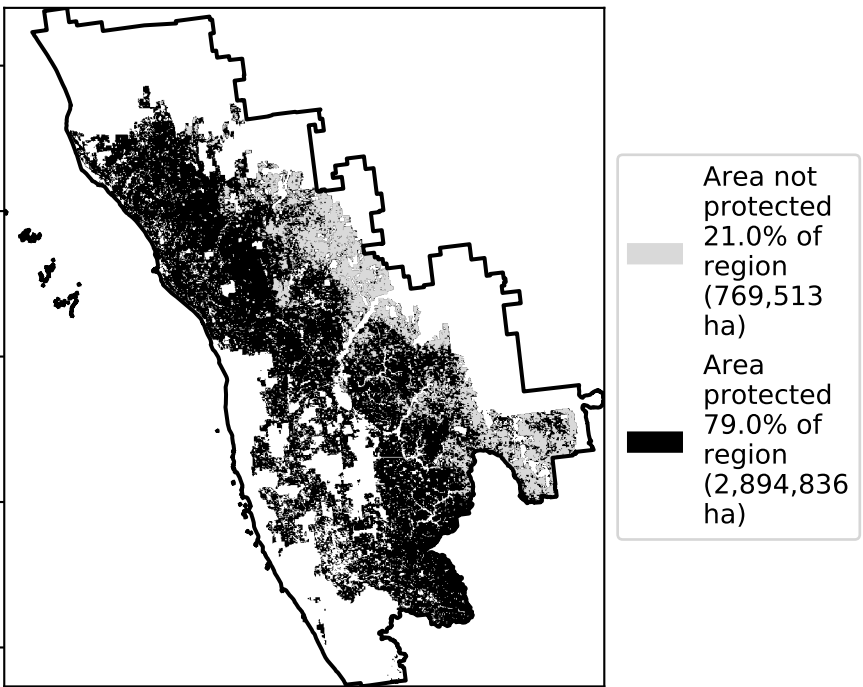 Area not
protected
21.0% of
region
(769,513
ha)
Area
protected
79.0% of
region
(2,894,836
ha)